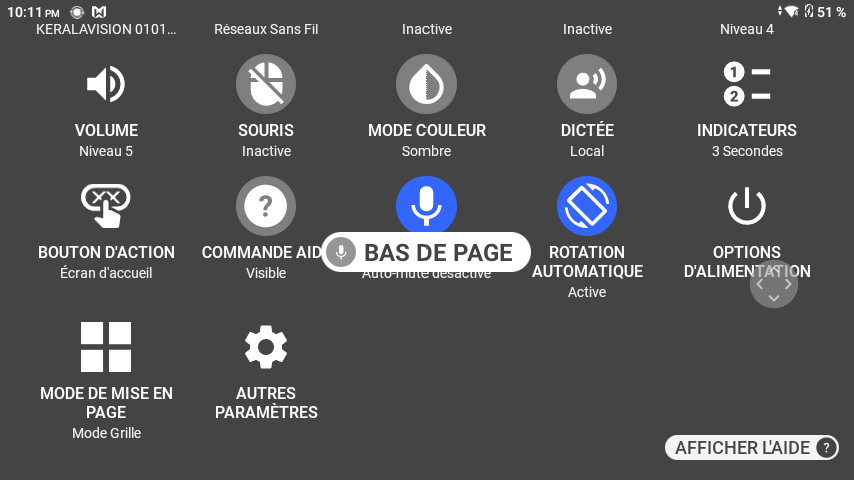 10:11 PM 51 %
KERALAVISION 0101… Réseaux Sans Fil Inactive Inactive Niveau 4
VOLUME SOURIS MODE COULEUR DICTÉE INDICATEURS
Niveau 5 Inactive Sombre Local 3 Secondes
BOUTON D'ACTION COMMANDE AID BAS DE PAGE ROTATION AUTOMATIQUE OPTIONS D'ALIMENTATION
Écran d'accueil Visible Auto-mute désactivé Active
MODE DE MISE EN PAGE AUTRES PARAMÈTRES
Mode Grille
AFFICHER L'AIDE ?